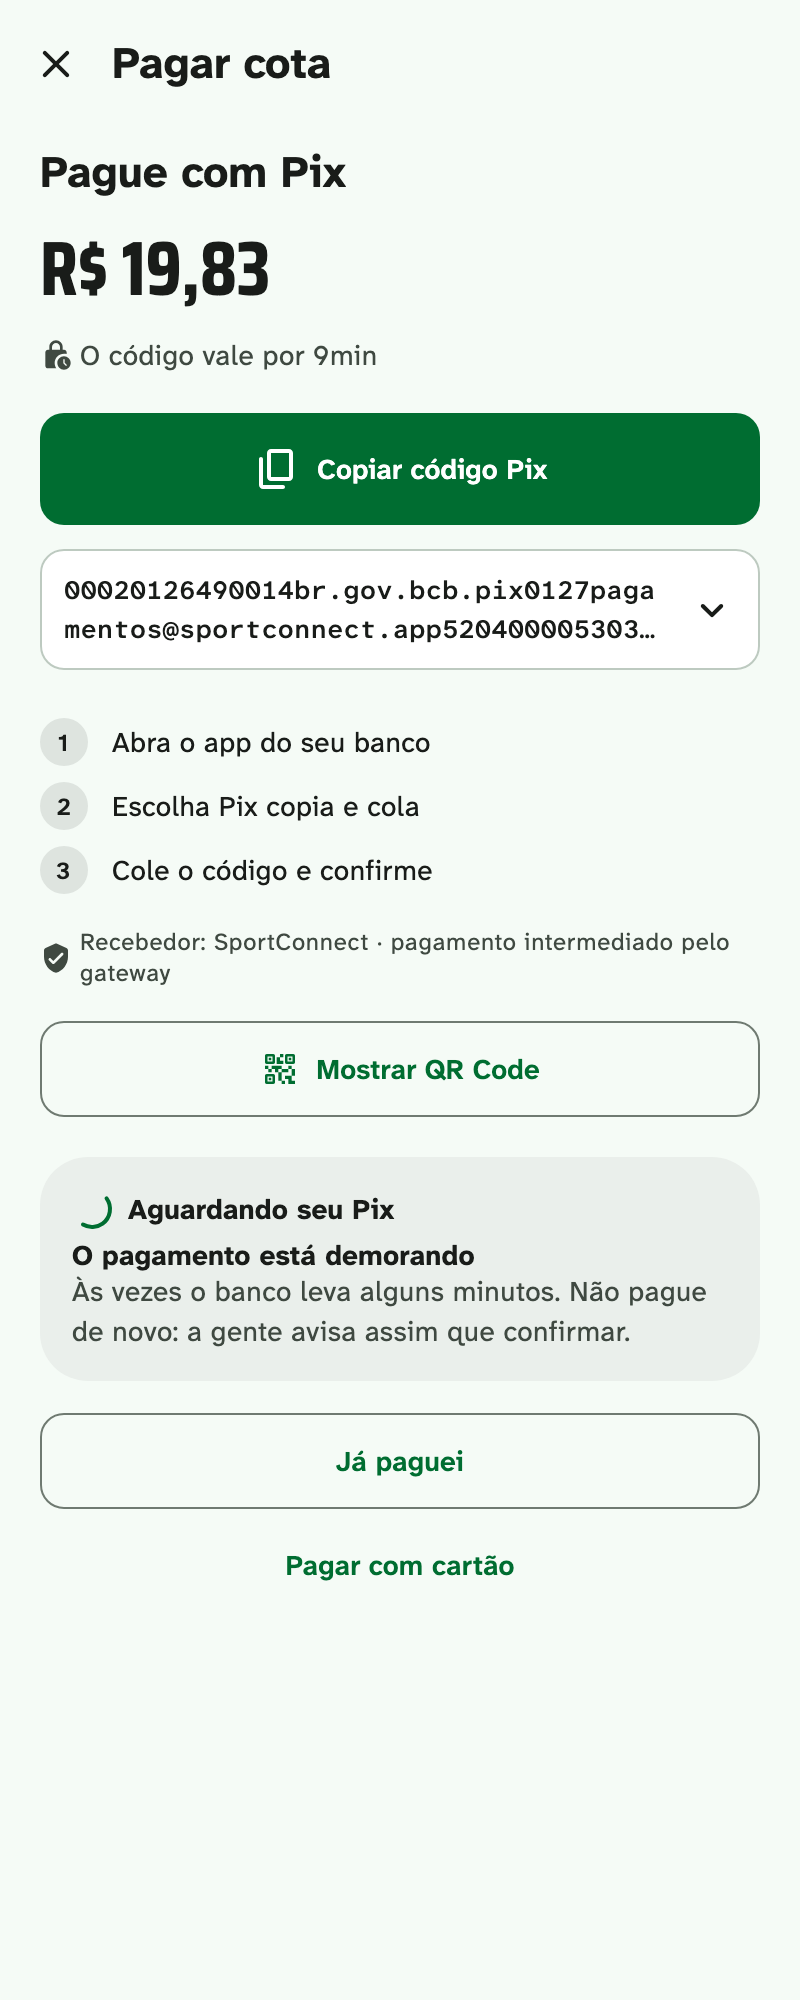 Pagar cota
Pague com Pix
R$ 19,83
O código vale por 9min
Copiar código Pix
00020126490014br.gov.bcb.pix0127paga
mentos@sportconnect.app520400005303…
1 Abra o app do seu banco
2 Escolha Pix copia e cola
3 Cole o código e confirme
Recebedor: SportConnect · pagamento intermediado pelo
gateway
Mostrar QR Code
Aguardando seu Pix
O pagamento está demorando
Às vezes o banco leva alguns minutos. Não pague
de novo: a gente avisa assim que confirmar.
Já paguei
Pagar com cartão